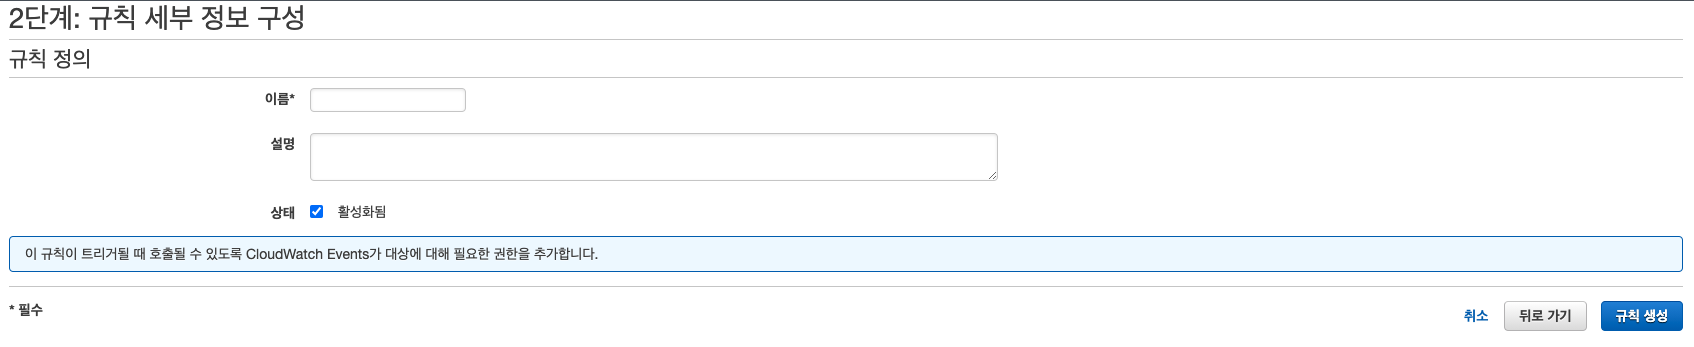 2단계: 규칙 세부 정보 구성
규칙 정의
이름*
설명
상태 활성화됨
이 규칙이 트리거될 때 호출될 수 있도록 CloudWatch Events가 대상에 대해 필요한 권한을 추가합니다.
* 필수 취소 뒤로 가기 규칙 생성